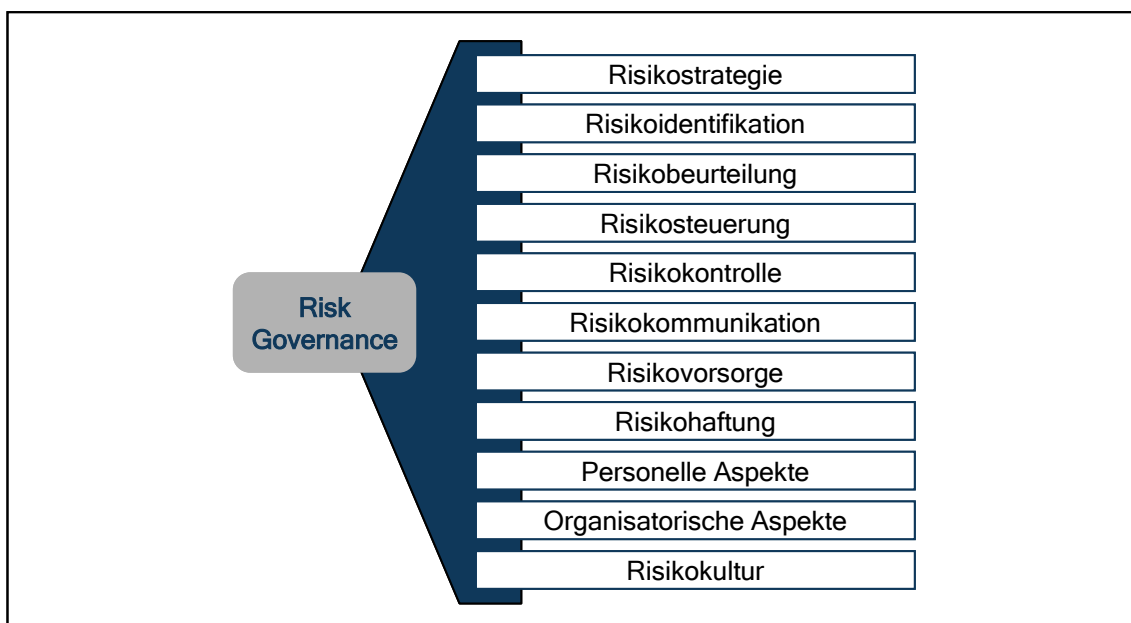 Risikostrategie
Risikoidentifikation
Risikobeurteilung
Risikosteuerung
Risikokontrolle
Risk
Governance
Risikokommunikation
Risikovorsorge
Risikohaftung
Personelle Aspekte
Organisatorische Aspekte
Risikokultur